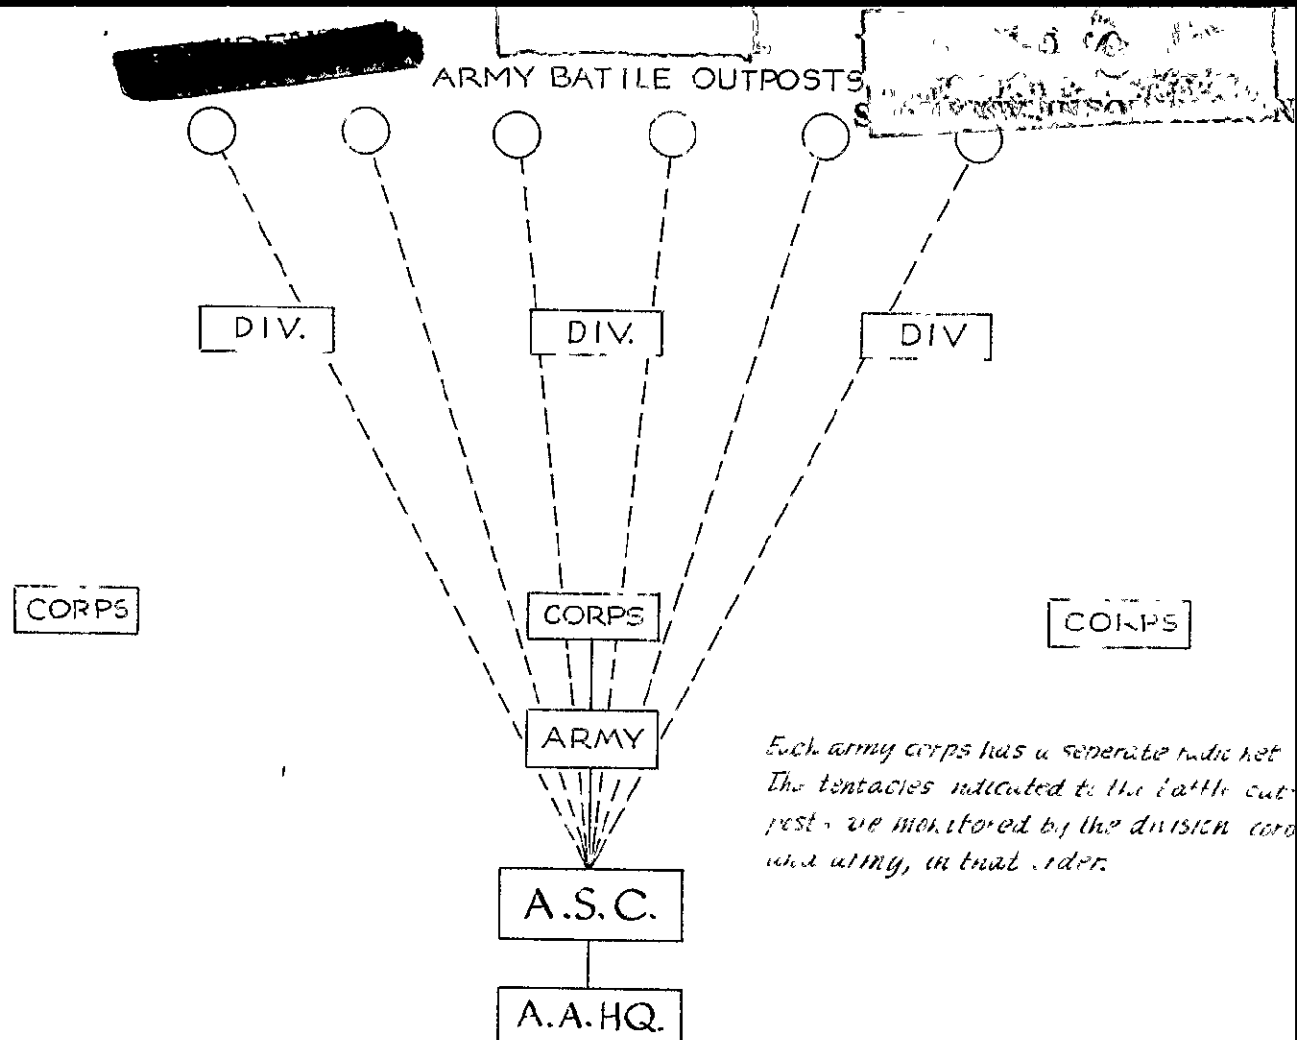 ARMY BATTLE OUTPOSTS
DIV. DIV. DIV
CORPS CORPS CORPS
ARMY
Each army corps has a seperate radio net
The tentacles indicated to the battle out-
posts are monitored by the division corps
and army, in that order.
A.S.C.
A.A.HQ.